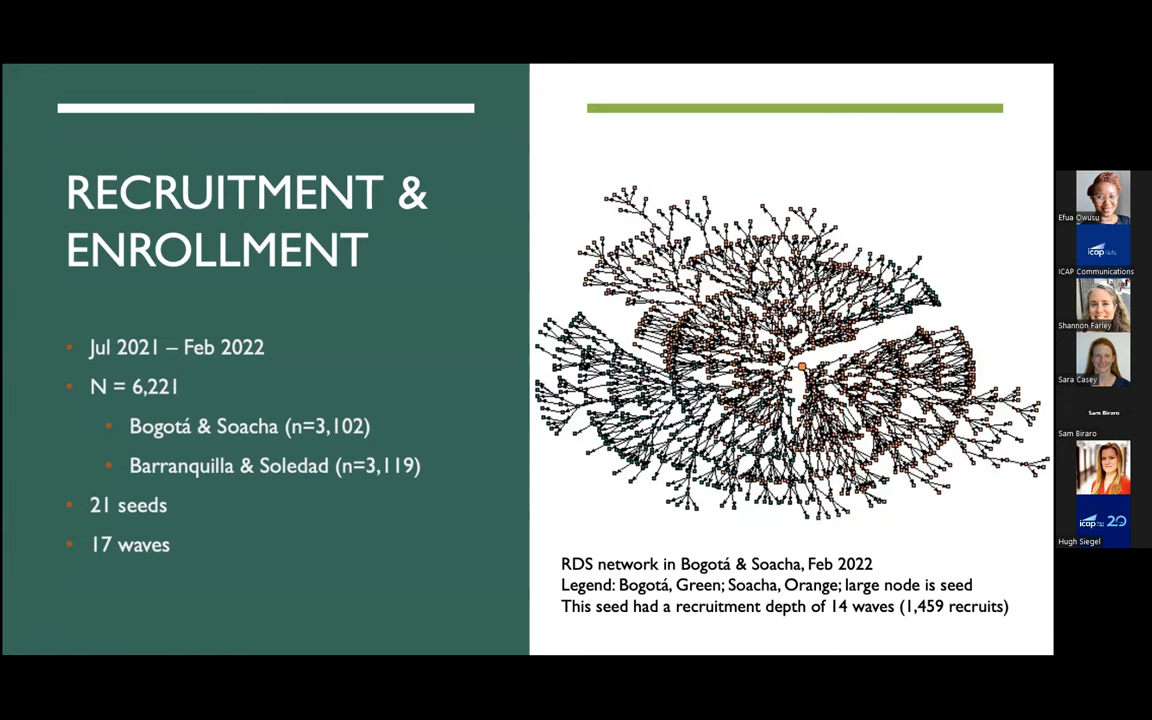 RECRUITMENT &
ENROLLMENT
Jul 2021 – Feb 2022
N = 6,221
Bogotá & Soacha (n=3,102)
Barranquilla & Soledad (n=3,119)
21 seeds
17 waves
RDS network in Bogotá & Soacha, Feb 2022
Legend: Bogotá, Green; Soacha, Orange; large node is seed
This seed had a recruitment depth of 14 waves (1,459 recruits)
Efua Owusu
icap
ICAP Communications
Shannon Farley
Sara Casey
Sam Biraro
Sam Biraro
icap
20
Hugh Siegel